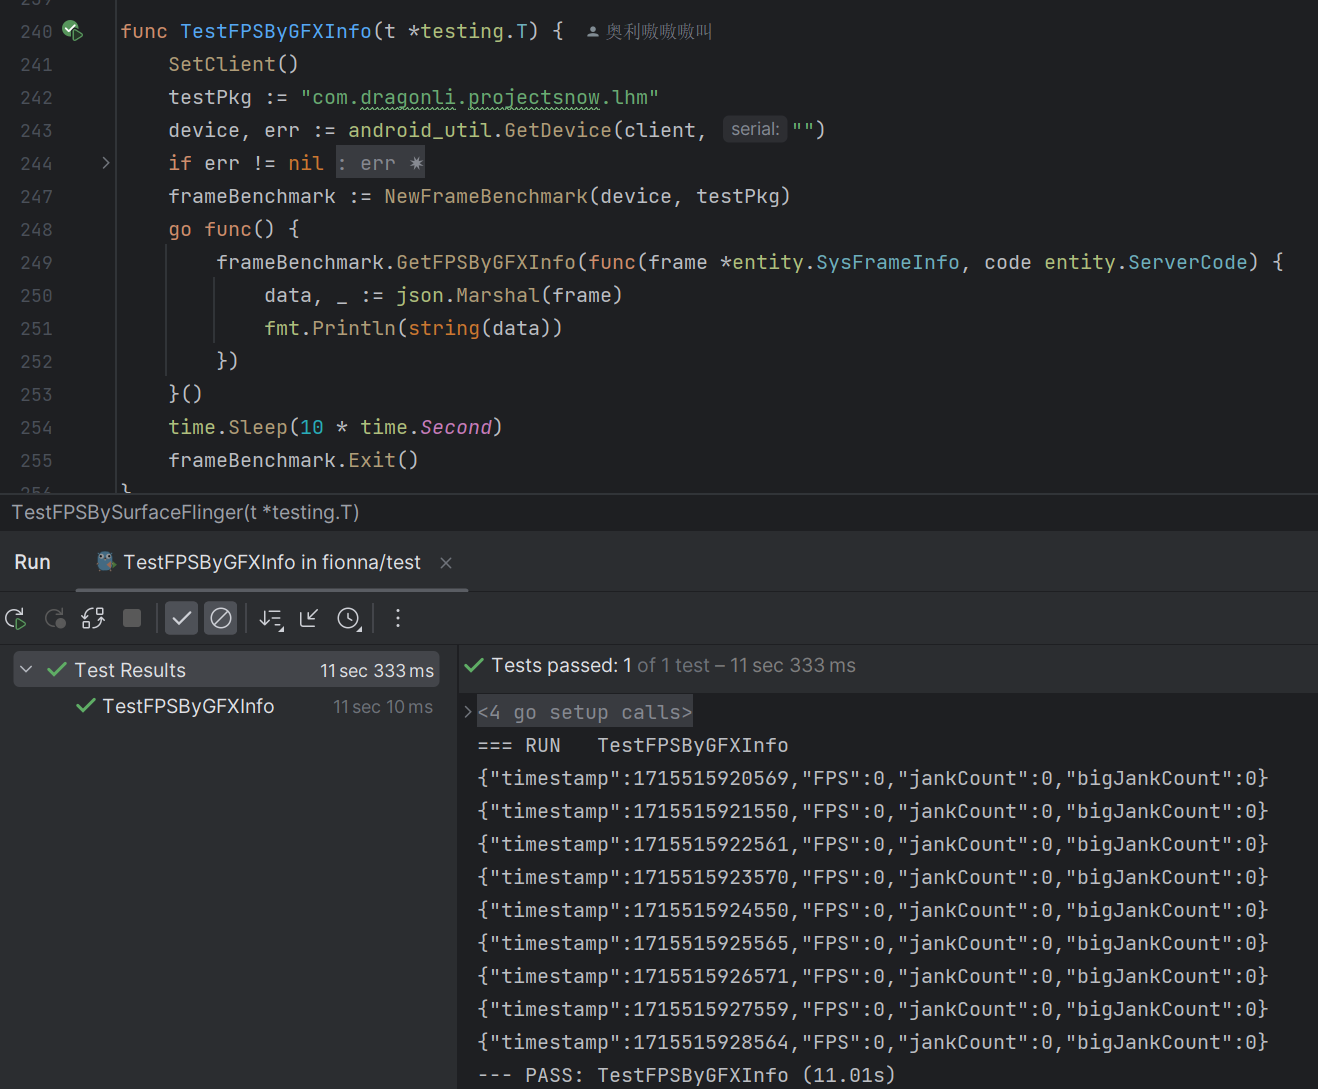 240 func TestFPSByGFXInfo(t *testing.T) { 奥利嗷嗷嗷叫
241 SetClient()
242 testPkg := "com.dragonli.projectsnow.lhm"
243 device, err := android_util.GetDevice(client, serial: "")
244 if err != nil : err
247 frameBenchmark := NewFrameBenchmark(device, testPkg)
248 go func() {
249 frameBenchmark.GetFPSByGFXInfo(func(frame *entity.SysFrameInfo, code entity.ServerCode) {
250 data, _ := json.Marshal(frame)
251 fmt.Println(string(data))
252 })
253 }()
254 time.Sleep(10 * time.Second)
255 frameBenchmark.Exit()
256 }
TestFPSBySurfaceFlinger(t *testing.T)
Run TestFPSByGFXInfo in fionna/test
Test Results 11 sec 333 ms
TestFPSByGFXInfo 11 sec 10 ms
Tests passed: 1 of 1 test – 11 sec 333 ms
<4 go setup calls>
=== RUN TestFPSByGFXInfo
{"timestamp":1715515920569,"FPS":0,"jankCount":0,"bigJankCount":0}
{"timestamp":1715515921550,"FPS":0,"jankCount":0,"bigJankCount":0}
{"timestamp":1715515922561,"FPS":0,"jankCount":0,"bigJankCount":0}
{"timestamp":1715515923570,"FPS":0,"jankCount":0,"bigJankCount":0}
{"timestamp":1715515924550,"FPS":0,"jankCount":0,"bigJankCount":0}
{"timestamp":1715515925565,"FPS":0,"jankCount":0,"bigJankCount":0}
{"timestamp":1715515926571,"FPS":0,"jankCount":0,"bigJankCount":0}
{"timestamp":1715515927559,"FPS":0,"jankCount":0,"bigJankCount":0}
{"timestamp":1715515928564,"FPS":0,"jankCount":0,"bigJankCount":0}
--- PASS: TestFPSByGFXInfo (11.01s)